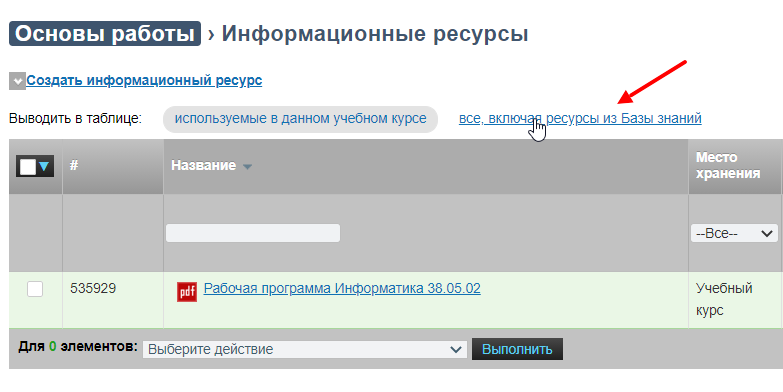 Основы работы › Информационные ресурсы
Создать информационный ресурс
Выводить в таблице: используемые в данном учебном курсе все, включая ресурсы из Базы знаний
# Название Место хранения
--Все--
535929 pdf Рабочая программа Информатика 38.05.02 Учебный курс
Для 0 элементов: Выберите действие Выполнить